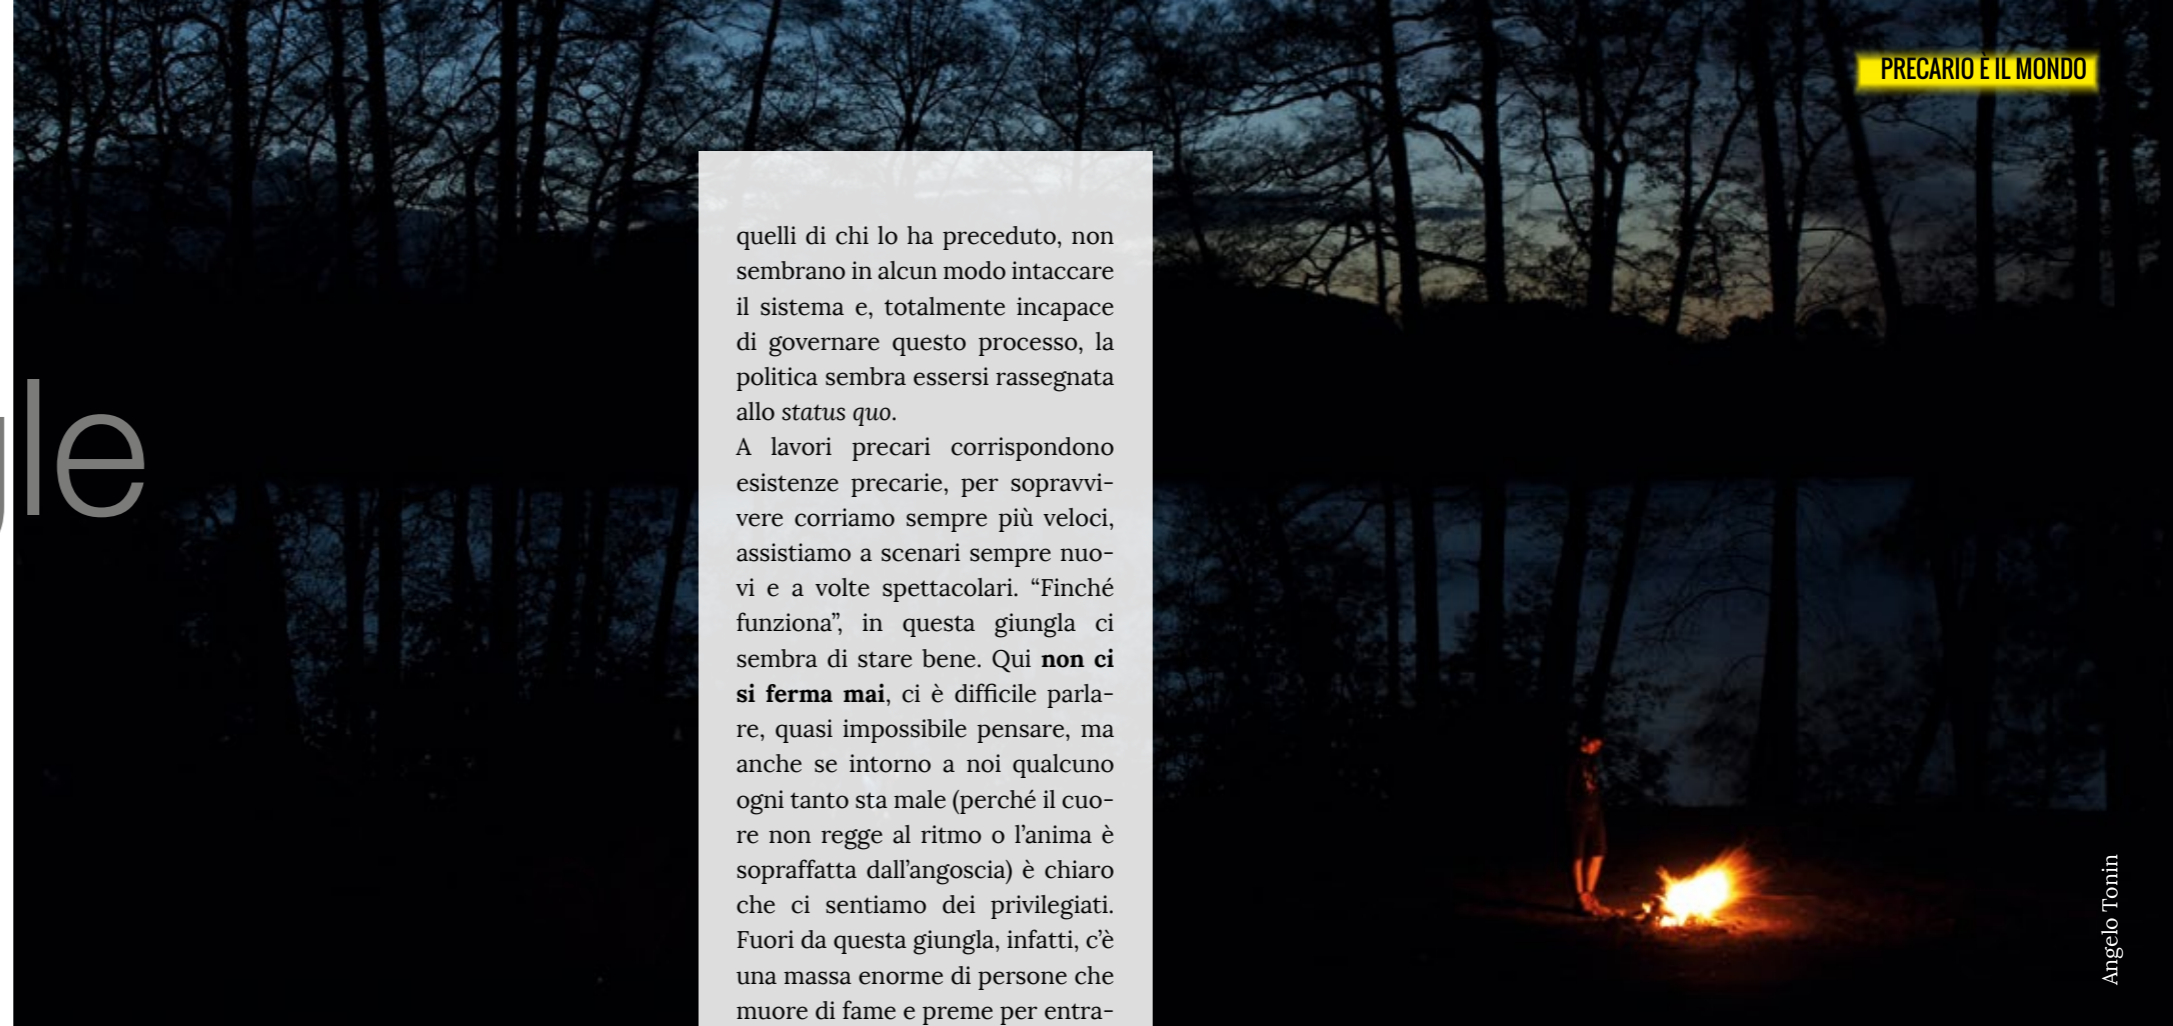 PRECARIO È IL MONDO
gle
quelli di chi lo ha preceduto, non
sembrano in alcun modo intaccare
il sistema e, totalmente incapace
di governare questo processo, la
politica sembra essersi rassegnata
allo status quo.
A lavori precari corrispondono
esistenze precarie, per sopravvi-
vere corriamo sempre più veloci,
assistiamo a scenari sempre nuo-
vi e a volte spettacolari. “Finché
funziona”, in questa giungla ci
sembra di stare bene. Qui non ci
si ferma mai, ci è difficile parla-
re, quasi impossibile pensare, ma
anche se intorno a noi qualcuno
ogni tanto sta male (perché il cuo-
re non regge al ritmo o l’anima è
sopraffatta dall’angoscia) è chiaro
che ci sentiamo dei privilegiati.
Fuori da questa giungla, infatti, c’è
una massa enorme di persone che
muore di fame e preme per entra-
Angelo Tonin